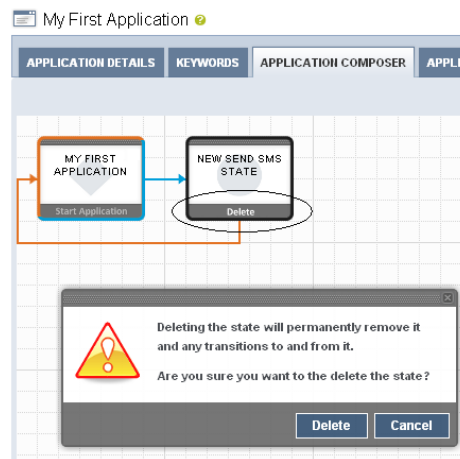 My First Application
APPLICATION DETAILS KEYWORDS APPLICATION COMPOSER APPL
MY FIRST
APPLICATION
Start Application
NEW SEND SMS
STATE
Delete
Deleting the state will permanently remove it
and any transitions to and from it.
Are you sure you want to the delete the state?
Delete Cancel